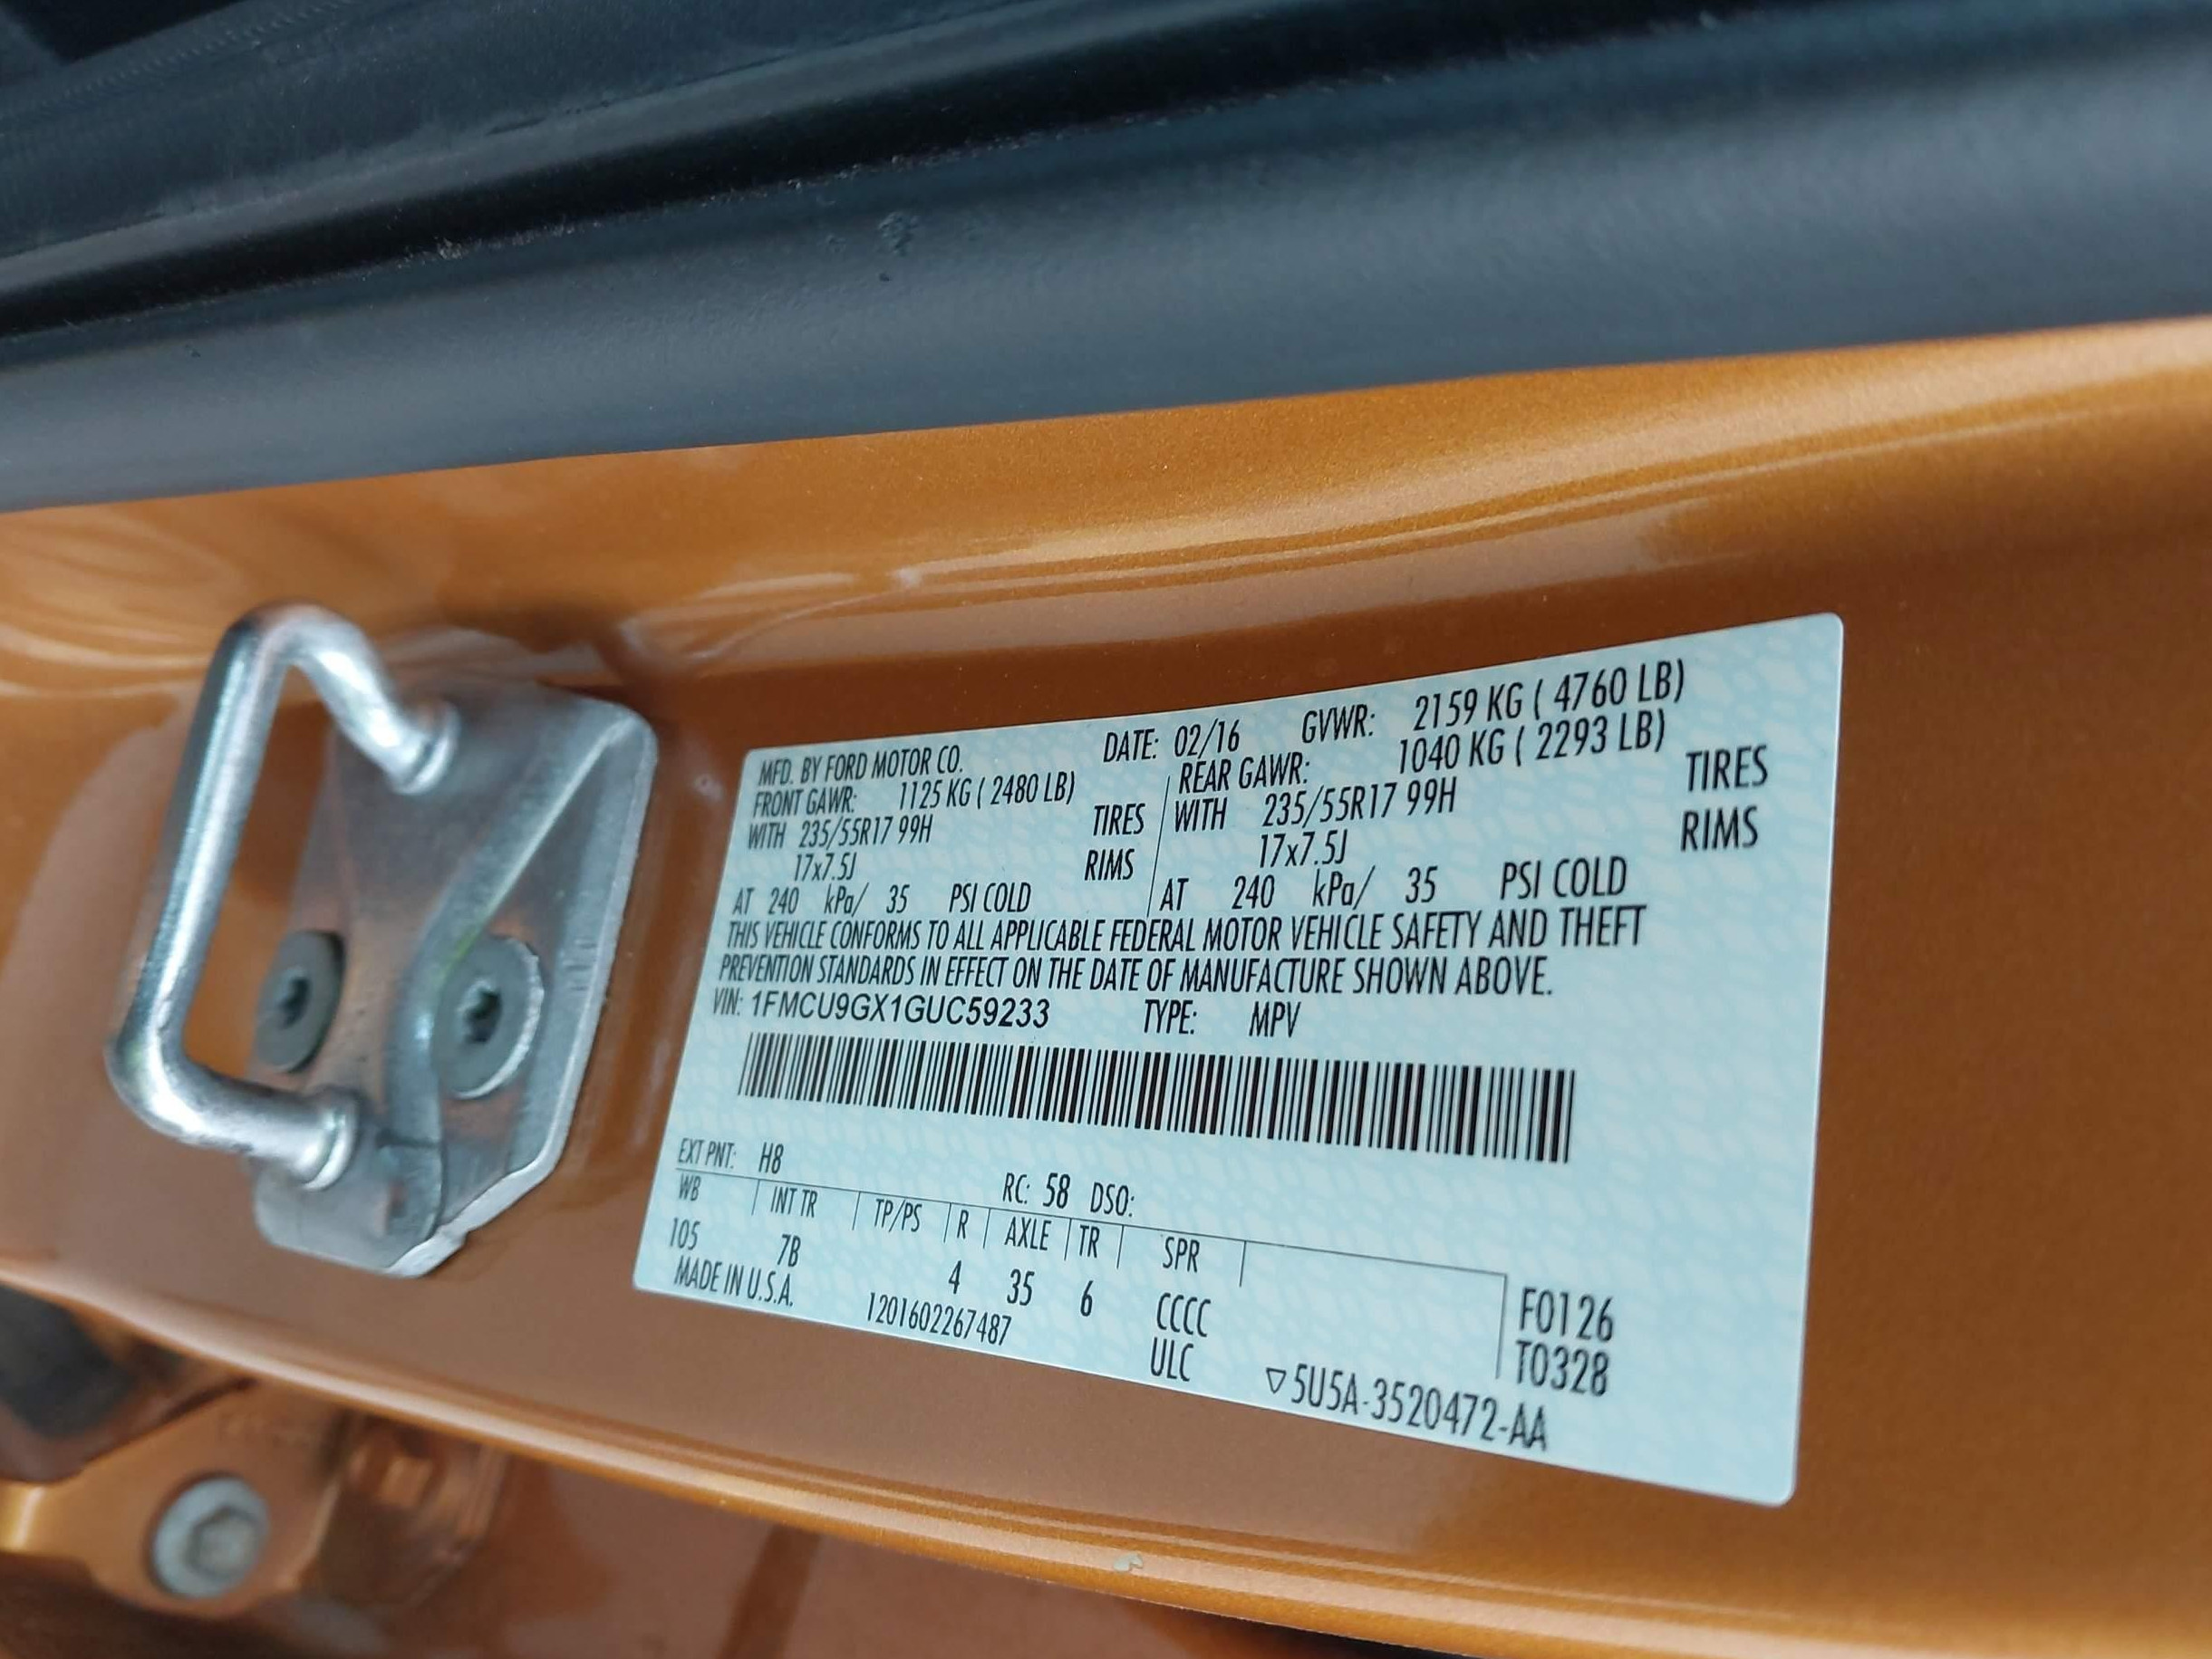 MFD. BY FORD MOTOR CO. DATE: 02/16 GVWR: 2159 KG ( 4760 LB)
FRONT GAWR: 1125 KG ( 2480 LB) REAR GAWR: 1040 KG ( 2293 LB)
WITH 235/55R17 99H TIRES WITH 235/55R17 99H TIRES
17x7.5J RIMS 17x7.5J RIMS
AT 240 kPa/ 35 PSI COLD AT 240 kPa/ 35 PSI COLD
THIS VEHICLE CONFORMS TO ALL APPLICABLE FEDERAL MOTOR VEHICLE SAFETY AND THEFT
PREVENTION STANDARDS IN EFFECT ON THE DATE OF MANUFACTURE SHOWN ABOVE.
VIN: 1FMCU9GX1GUC59233 TYPE: MPV
EXT PNT: H8 RC: 58 DSO:
WB INT TR TP/PS R AXLE TR SPR
105 7B 4 35 6 CCCC F0126
ULC T0328
MADE IN U.S.A. 1201602267487 ▽5U5A-3520472-AA